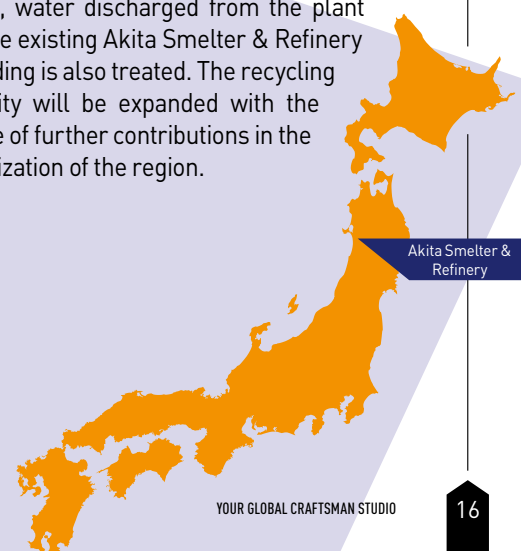 , water discharged from the plant
e existing Akita Smelter & Refinery
ding is also treated. The recycling
ity will be expanded with the
e of further contributions in the
ization of the region.
Akita Smelter &
Refinery
YOUR GLOBAL CRAFTSMAN STUDIO
16